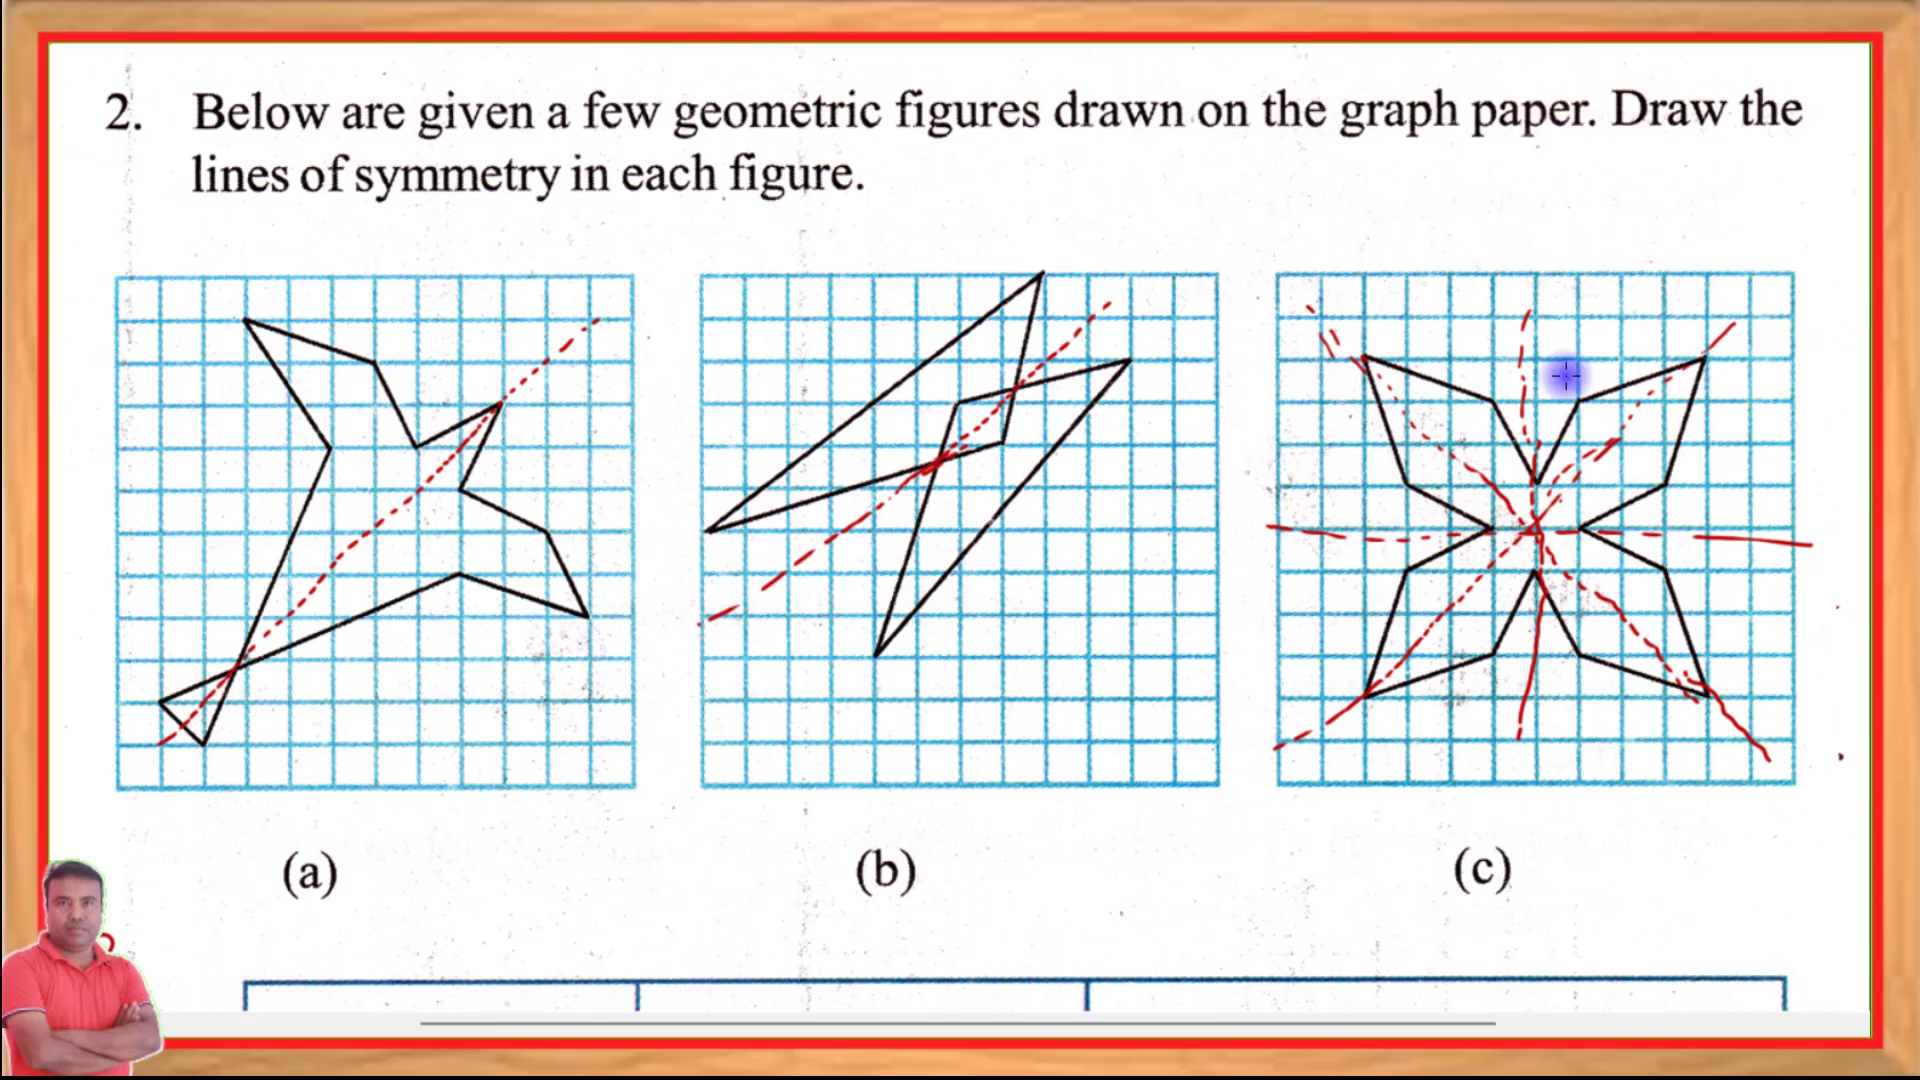 2. Below are given a few geometric figures drawn on the graph paper. Draw the
lines of symmetry in each figure.
(a) (b) (c)